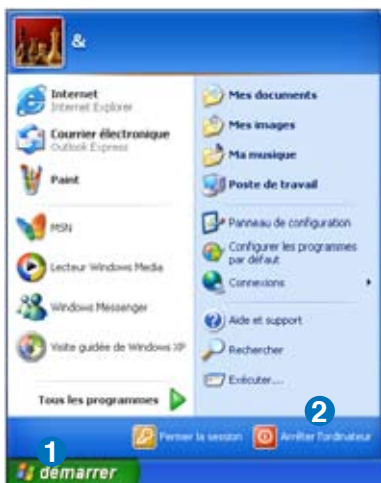 &
Internet
Internet Explorer
Courrier électronique
Outlook Express
Paint
MSN
Lecteur Windows Media
Windows Messenger
Visite guidée de Windows XP
Tous les programmes
Mes documents
Mes images
Ma musique
Poste de travail
Panneau de configuration
Configurer les programmes
par défaut
Connexions
Aide et support
Rechercher
Exécuter...
2
Fermer la session
Arrêter l'ordinateur
1
démarrer